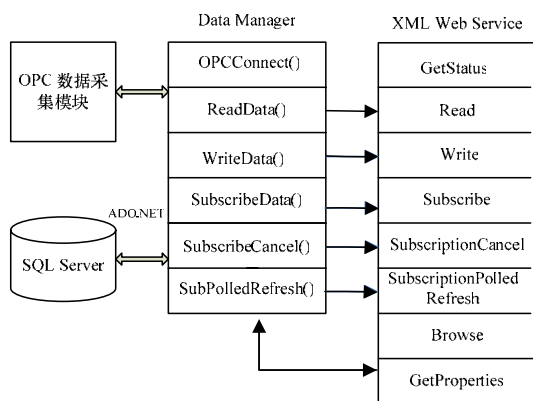 Data Manager
XML Web Service
OPC 数据采
集模块
OPCConnect()
ReadData()
WriteData()
SubscribeData()
SubscribeCancel()
SubPolledRefresh()
ADO.NET
SQL Server
GetStatus
Read
Write
Subscribe
SubscriptionCancel
SubscriptionPolled
Refresh
Browse
GetProperties